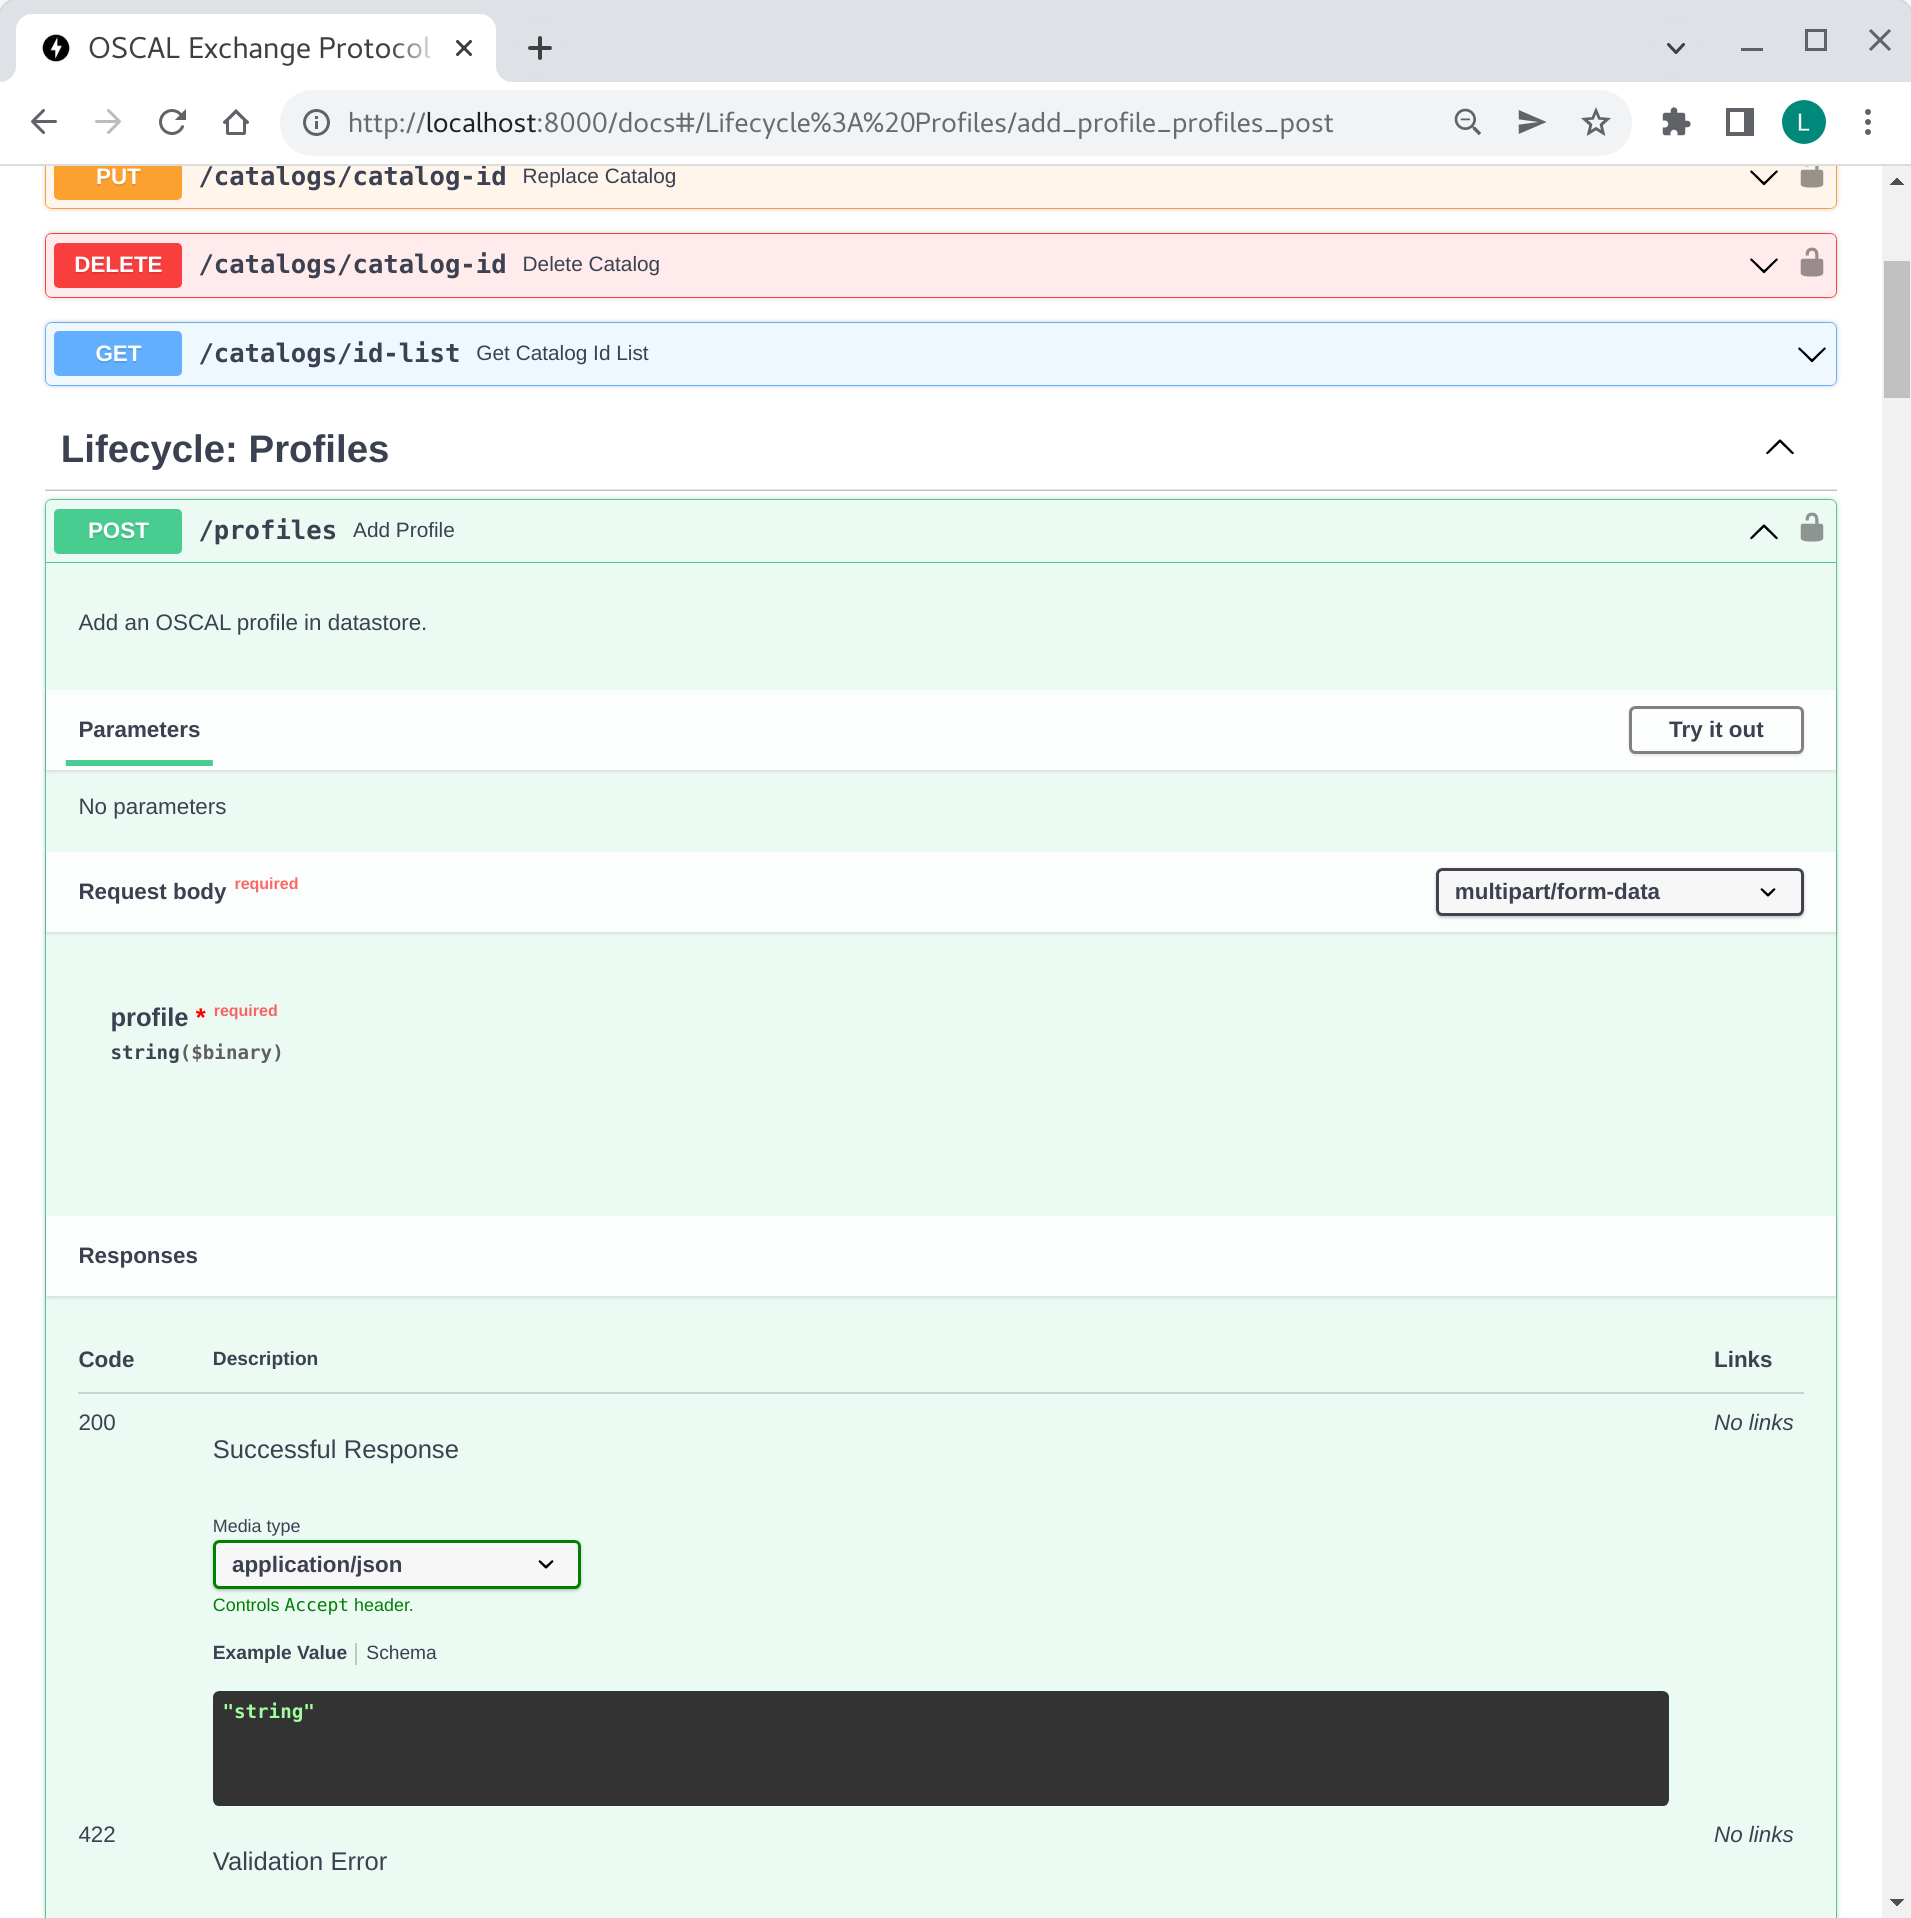 OSCAL Exchange Protocol
http://localhost:8000/docs#/Lifecycle%3A%20Profiles/add_profile_profiles_post
L
PUT /catalogs/catalog-id Replace Catalog
DELETE /catalogs/catalog-id Delete Catalog
GET /catalogs/id-list Get Catalog Id List
Lifecycle: Profiles
POST /profiles Add Profile
Add an OSCAL profile in datastore.
Parameters Try it out
No parameters
Request body required multipart/form-data
profile * required
string($binary)
Responses
Code Description Links
200 No links
Successful Response
Media type
application/json
Controls Accept header.
Example Value | Schema
"string"
422 No links
Validation Error